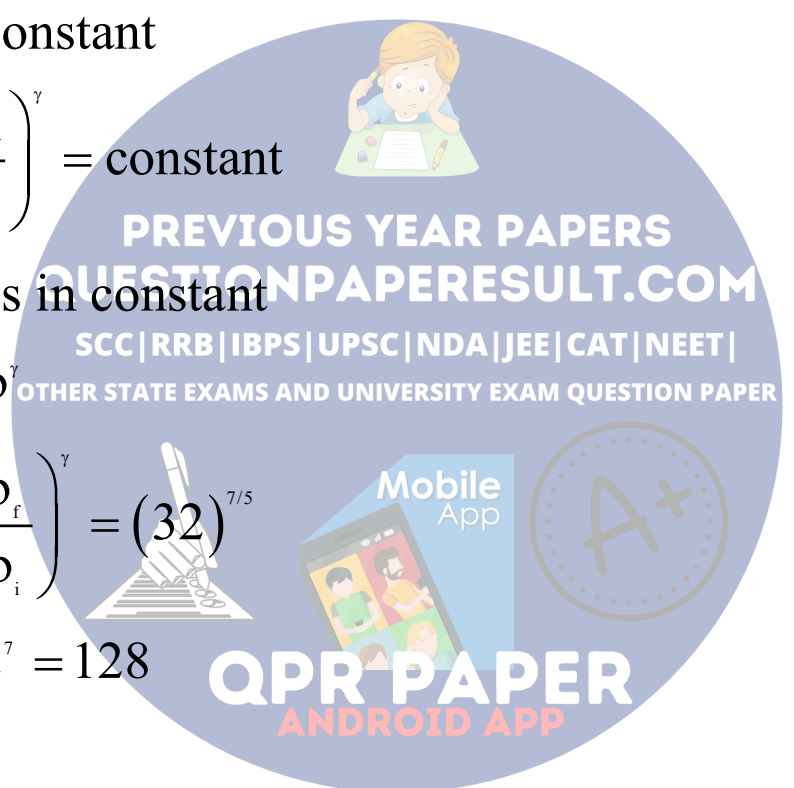 onstant
γ
= constant
PREVIOUS YEAR PAPERS
QUESTIONPAPERESULT.COM
s in constant
SCC|RRB|IBPS|UPSC|NDA|JEE|CAT|NEET|
γ
OTHER STATE EXAMS AND UNIVERSITY EXAM QUESTION PAPER
Mobile
App
A+
f γ = (32)^7/5
i
7 = 128
QPR PAPER
ANDROID APP